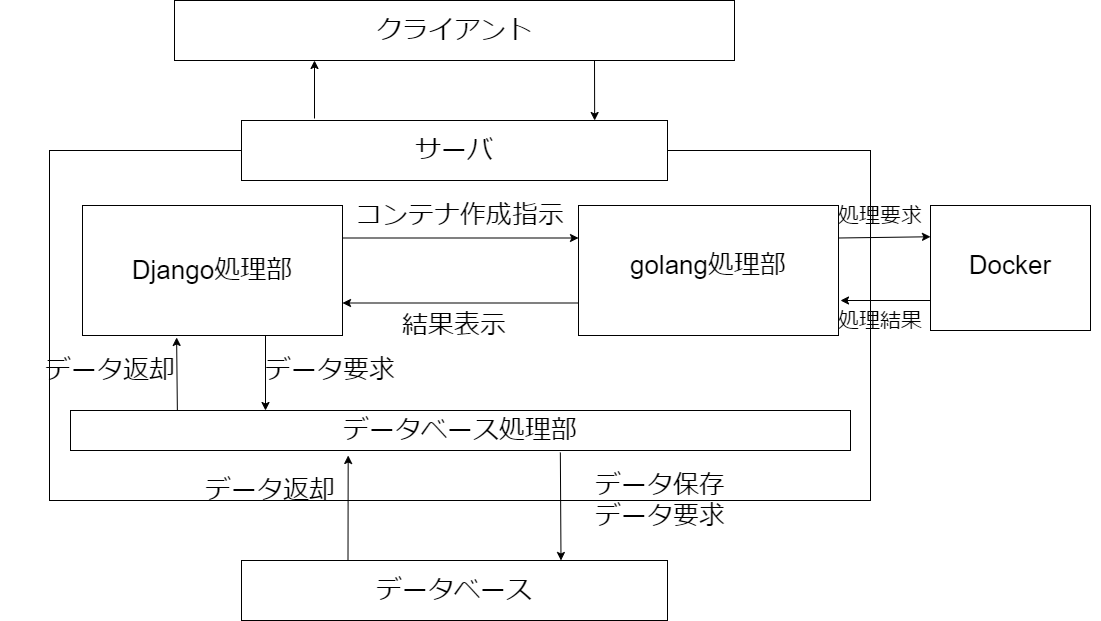 クライアント
サーバ
コンテナ作成指示
処理要求
Django処理部
golang処理部
Docker
結果表示
処理結果
データ返却
データ要求
データベース処理部
データ返却
データ保存
データ要求
データベース